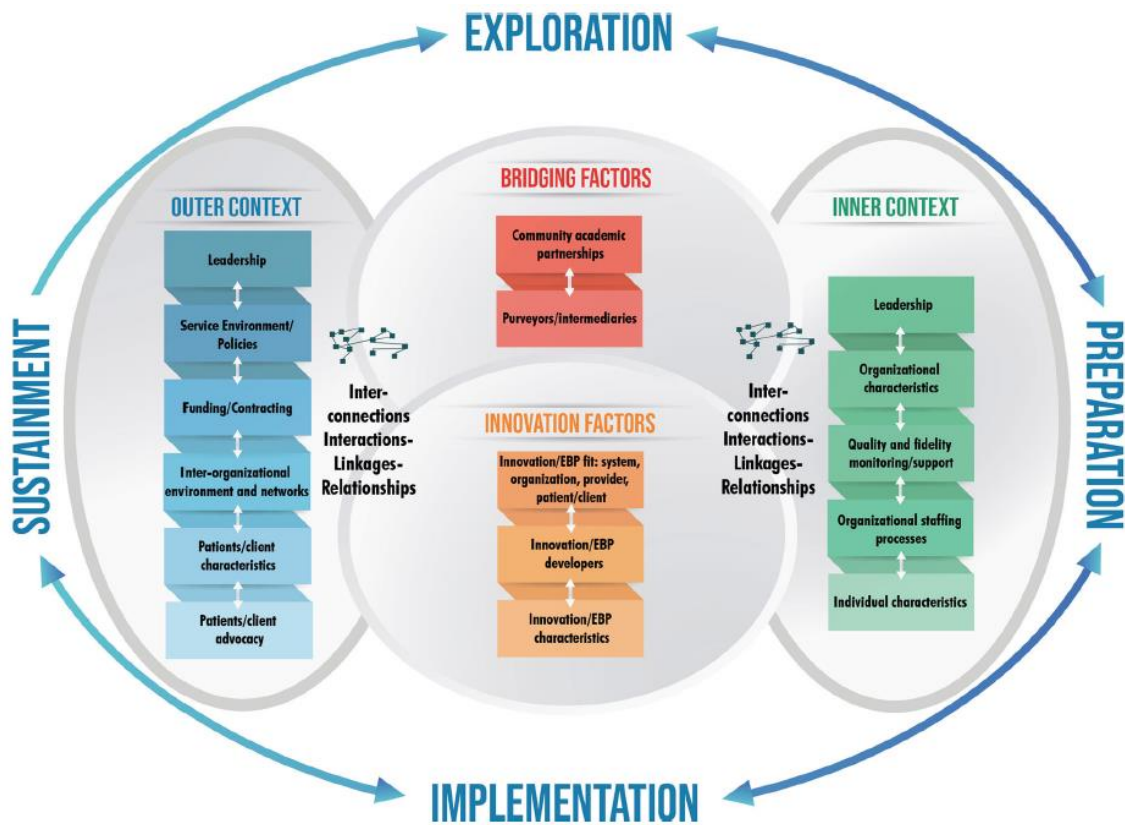 EXPLORATION
BRIDGING FACTORS
OUTER CONTEXT
INNER CONTEXT
Leadership
Service Environment/
Policies
Funding/Contracting
Inter-organizational
environment and networks
Patients/client
characteristics
Patients/client
advocacy
Inter-
connections
Interactions-
Linkages-
Relationships
Community academic
partnerships
Purveyors/intermediaries
INNOVATION FACTORS
Innovation/EBP fit: system,
organization, provider,
patient/client
Innovation/EBP
developers
Innovation/EBP
characteristics
Inter-
connections
Interactions-
Linkages-
Relationships
Leadership
Organizational
characteristics
Quality and fidelity
monitoring/support
Organizational staffing
processes
Individual characteristics
SUSTAINMENT
PREPARATION
IMPLEMENTATION